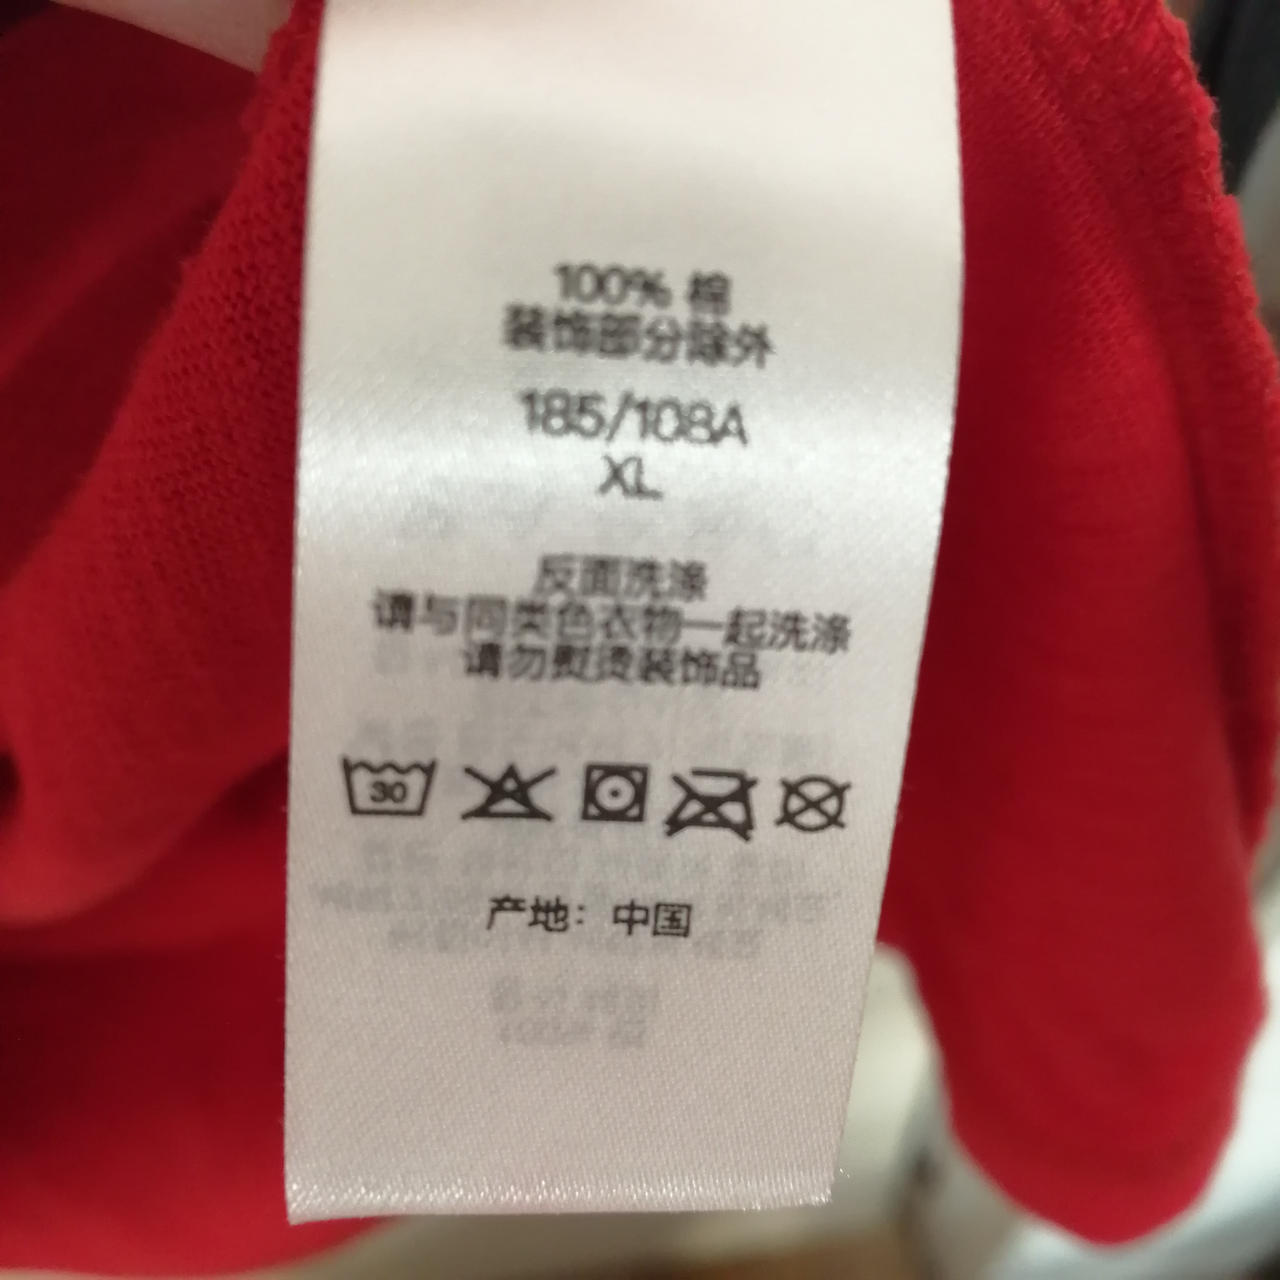 100% 棉
装饰部分除外
185/108A
XL
反面洗涤
请与同类色衣物一起洗涤
请勿熨烫装饰品
30
产地：中国